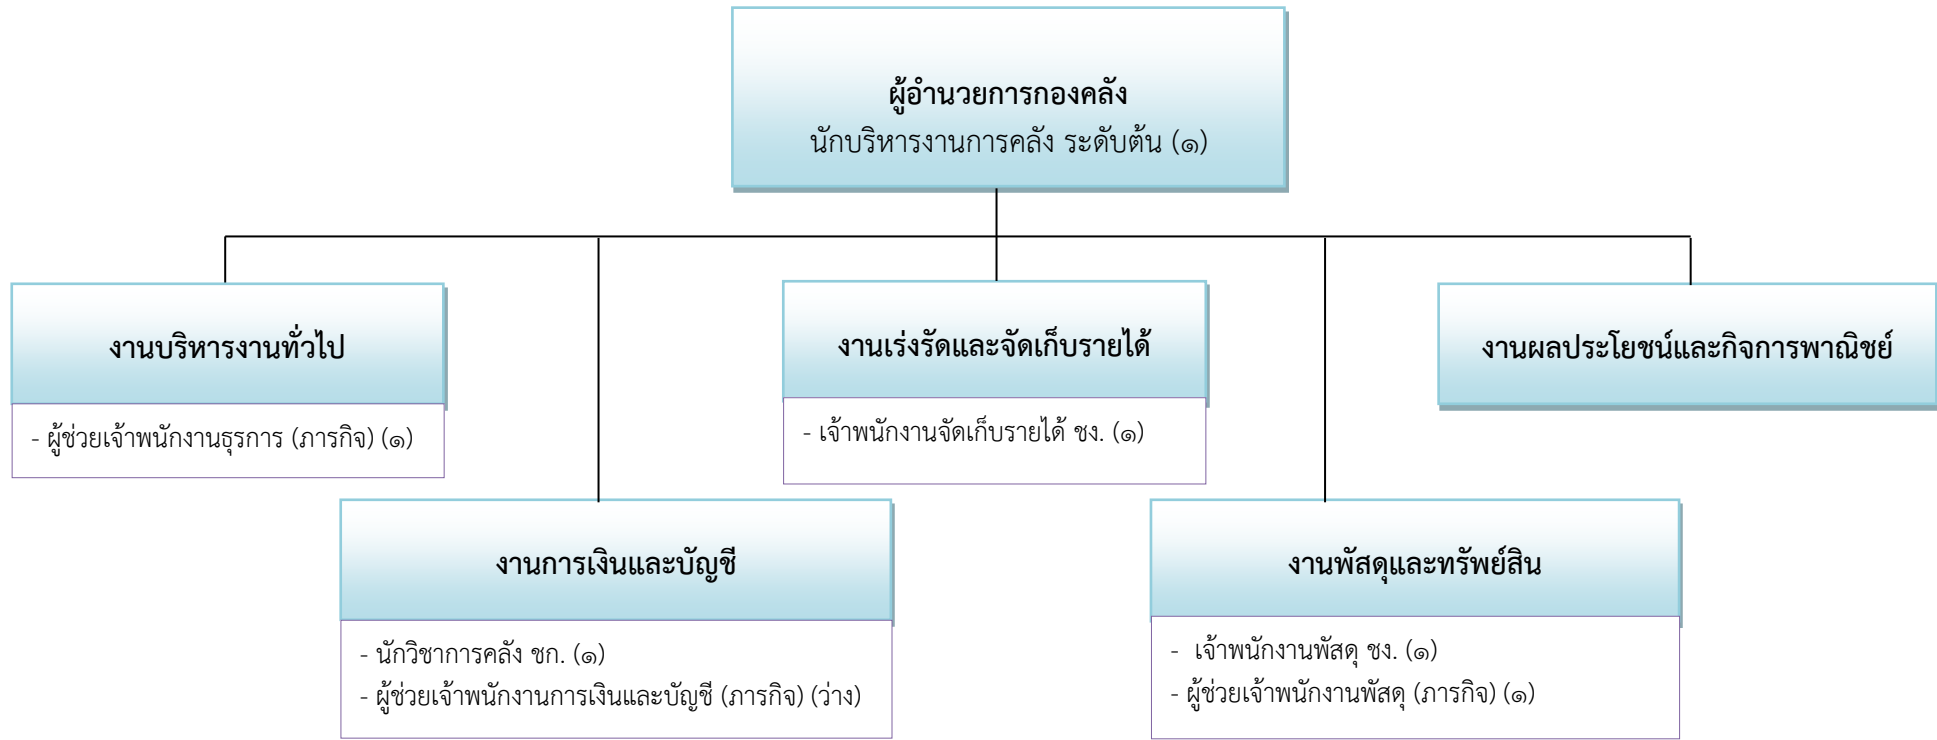 ผู้อำนวยการกองคลัง
นักบริหารงานการคลัง ระดับต้น (๑)
งานบริหารงานทั่วไป
- ผู้ช่วยเจ้าพนักงานธุรการ (ภารกิจ) (๑)
งานเร่งรัดและจัดเก็บรายได้
- เจ้าพนักงานจัดเก็บรายได้ ชง. (๑)
งานผลประโยชน์และกิจการพาณิชย์
งานการเงินและบัญชี
- นักวิชาการคลัง ชก. (๑)
- ผู้ช่วยเจ้าพนักงานการเงินและบัญชี (ภารกิจ) (ว่าง)
งานพัสดุและทรัพย์สิน
- เจ้าพนักงานพัสดุ ชง. (๑)
- ผู้ช่วยเจ้าพนักงานพัสดุ (ภารกิจ) (๑)